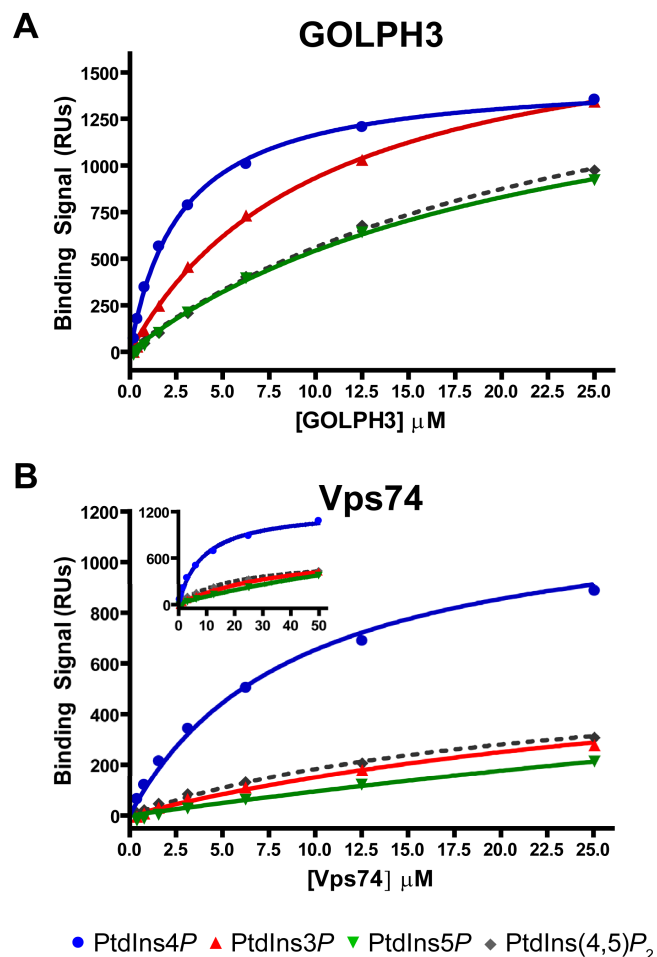 A
GOLPH3
Binding Signal (RUs)
1500
1250
1000
750
500
250
0
0.0 2.5 5.0 7.5 10.0 12.5 15.0 17.5 20.0 22.5 25.0
[GOLPH3] μM
B
Vps74
Binding Signal (RUs)
1200
1000
800
600
400
200
0
1200
600
0
0 10 20 30 40 50
0.0 2.5 5.0 7.5 10.0 12.5 15.0 17.5 20.0 22.5 25.0
[Vps74] μM
PtdIns4P PtdIns3P PtdIns5P PtdIns(4,5)P2